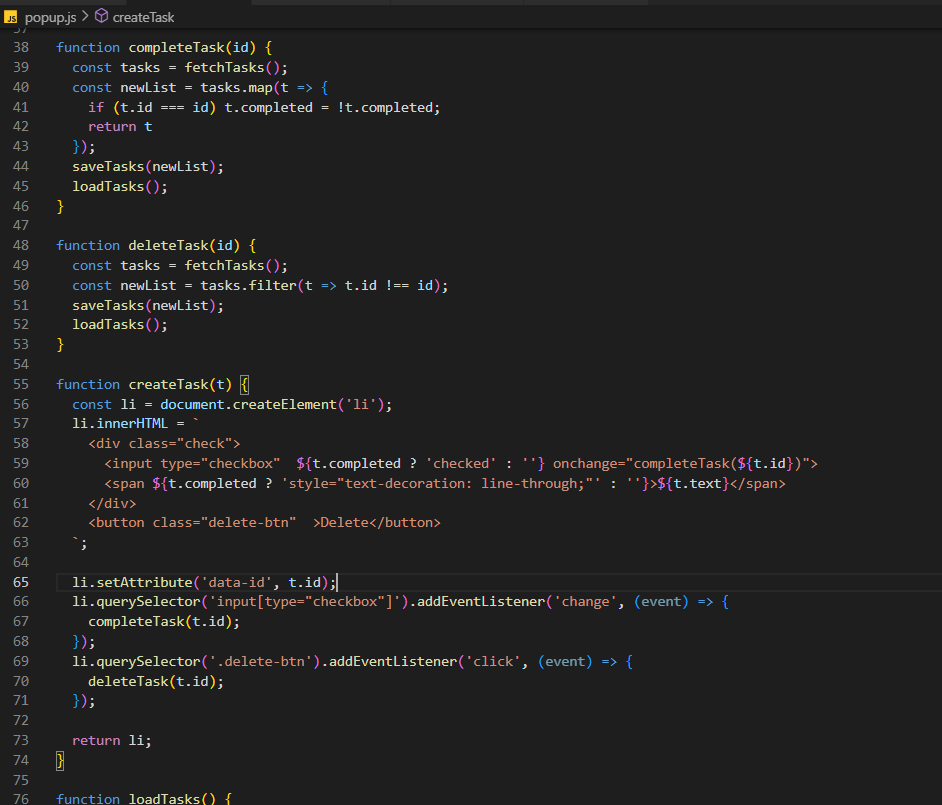 JS popup.js > createTask
37
38 function completeTask(id) {
39   const tasks = fetchTasks();
40   const newList = tasks.map(t => {
41     if (t.id === id) t.completed = !t.completed;
42     return t
43   });
44   saveTasks(newList);
45   loadTasks();
46 }
47
48 function deleteTask(id) {
49   const tasks = fetchTasks();
50   const newList = tasks.filter(t => t.id !== id);
51   saveTasks(newList);
52   loadTasks();
53 }
54
55 function createTask(t) {
56   const li = document.createElement('li');
57   li.innerHTML = `
58     <div class="check">
59       <input type="checkbox"  ${t.completed ? 'checked' : ''} onchange="completeTask(${t.id})">
60       <span ${t.completed ? 'style="text-decoration: line-through;"' : ''}>${t.text}</span>
61     </div>
62     <button class="delete-btn"  >Delete</button>
63   `;
64
65   li.setAttribute('data-id', t.id);
66   li.querySelector('input[type="checkbox"]').addEventListener('change', (event) => {
67     completeTask(t.id);
68   });
69   li.querySelector('.delete-btn').addEventListener('click', (event) => {
70     deleteTask(t.id);
71   });
72
73   return li;
74 }
75
76 function loadTasks() {